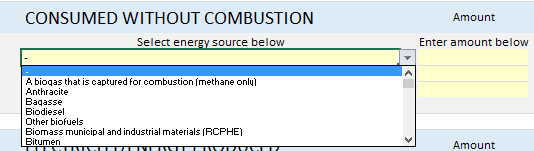 CONSUMED WITHOUT COMBUSTION Amount
Select energy source below Enter amount below
-
-
A biogas that is captured for combustion (methane only)
Anthracite
Bagasse
Biodiesel
Other biofuels
Biomass municipal and industrial materials (RCPHE)
Bitumen
Amount